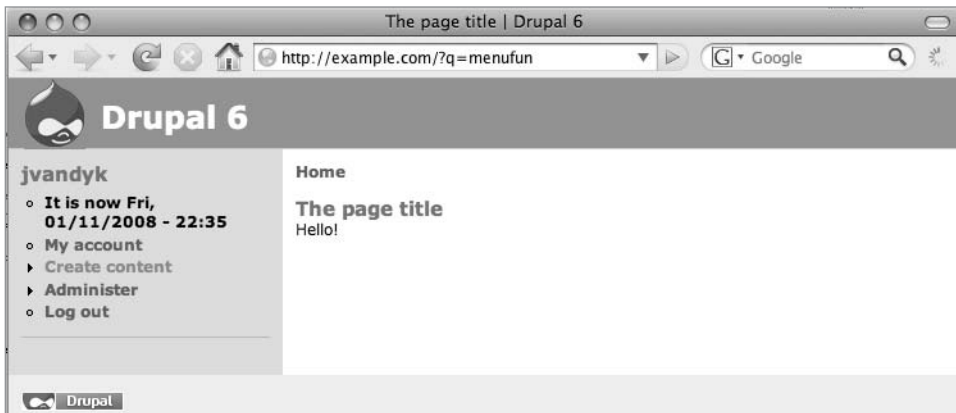 The page title | Drupal 6
http://example.com/?q=menufun
G Google
Drupal 6
jvandyk
It is now Fri,
01/11/2008 - 22:35
My account
Create content
Administer
Log out
Home
The page title
Hello!
Drupal